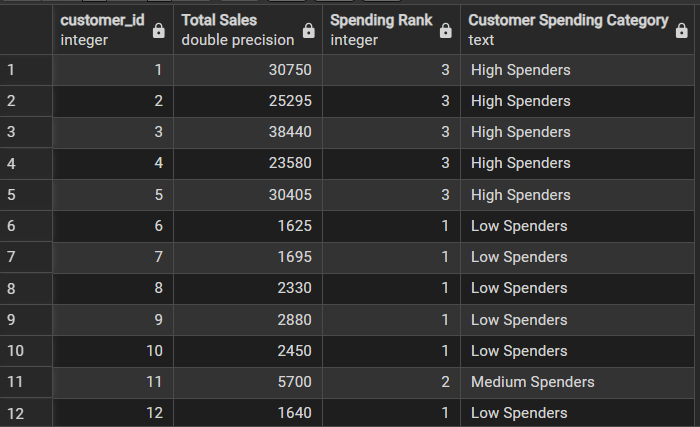 customer_id Total Sales Spending Rank Customer Spending Category
integer double precision integer text
1 1 30750 3 High Spenders
2 2 25295 3 High Spenders
3 3 38440 3 High Spenders
4 4 23580 3 High Spenders
5 5 30405 3 High Spenders
6 6 1625 1 Low Spenders
7 7 1695 1 Low Spenders
8 8 2330 1 Low Spenders
9 9 2880 1 Low Spenders
10 10 2450 1 Low Spenders
11 11 5700 2 Medium Spenders
12 12 1640 1 Low Spenders